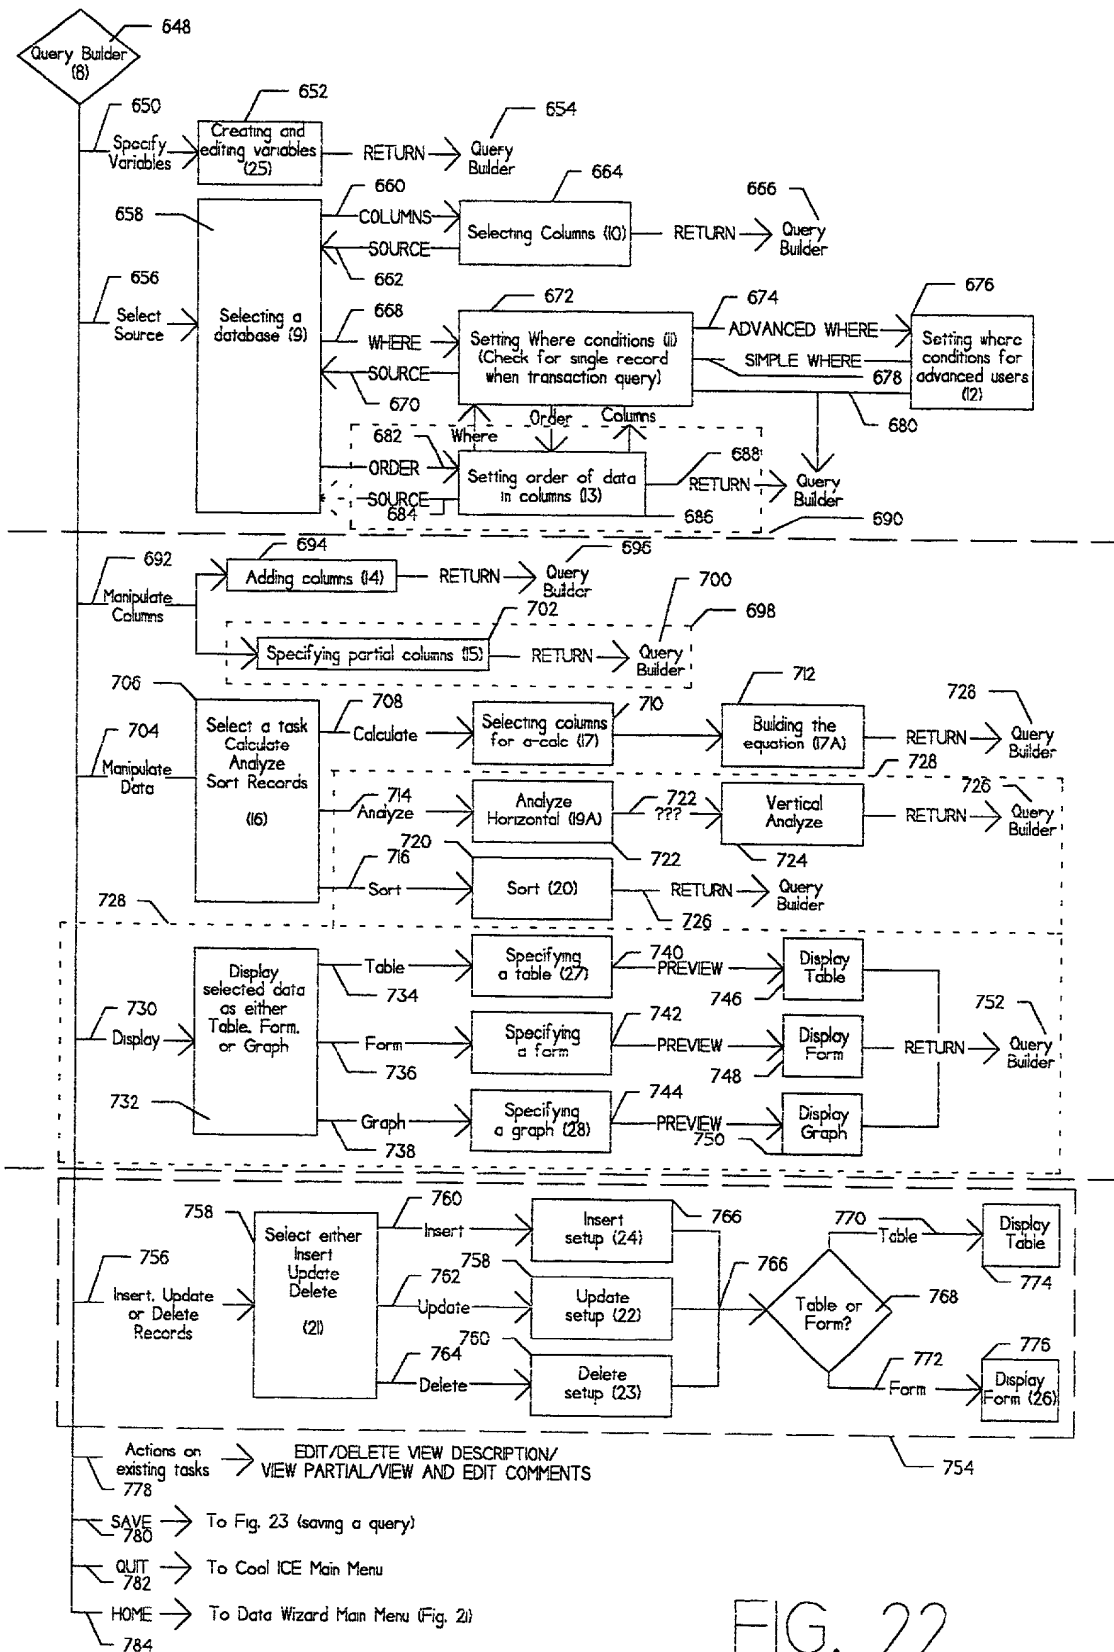 648
Query Builder
(8)
650
652
654
Specify
Variables
Creating and
editing variables
(25)
RETURN
Query
Builder
658
660
664
666
COLUMNS
SOURCE
662
Selecting Columns (10)
RETURN
Query
Builder
656
Select
Source
Selecting a
database (9)
668
672
674
676
WHERE
SOURCE
670
Setting Where conditions (11)
(Check for single record
when transaction query)
ADVANCED WHERE
SIMPLE WHERE
678
Setting where
conditions for
advanced users
(12)
680
Where
Order
Columns
682
688
ORDER
SOURCE
684
Setting order of data
in columns (13)
686
RETURN
Query
Builder
690
692
694
696
Manipulate
Columns
Adding columns (14)
RETURN
Query
Builder
700
698
702
Specifying partial columns (15)
RETURN
Query
Builder
706
704
Manipulate
Data
Select a task
Calculate
Analyze
Sort Records
(16)
708
710
712
728
Calculate
Selecting columns
for a-calc (17)
Building the
equation (17A)
RETURN
Query
Builder
728
714
Analyze
Analyze
Horizontal (19A)
722
???
722
Vertical
Analyze
724
RETURN
726
Query
Builder
716
720
Sort
Sort (20)
RETURN
726
Query
Builder
728
730
Display
Display
selected data
as either
Table, Form,
or Graph
732
Table
734
Specifying
a table (27)
740
PREVIEW
746
Display
Table
Form
736
Specifying
a form
742
PREVIEW
748
Display
Form
RETURN
752
Query
Builder
Graph
738
Specifying
a graph (28)
744
PREVIEW
750
Display
Graph
758
756
Insert, Update
or Delete
Records
Select either
Insert
Update
Delete
(21)
760
Insert
Insert
setup (24)
766
762
Update
758
Update
setup (22)
766
764
Delete
760
Delete
setup (23)
Table or
Form?
768
770
Table
Display
Table
774
772
Form
776
Display
Form (26)
754
Actions on
existing tasks
778
EDIT/DELETE VIEW DESCRIPTION/
VIEW PARTIAL/VIEW AND EDIT COMMENTS
SAVE
780
To Fig. 23 (saving a query)
QUIT
782
To Cool ICE Main Menu
HOME
784
To Data Wizard Main Menu (Fig. 21)
FIG. 22